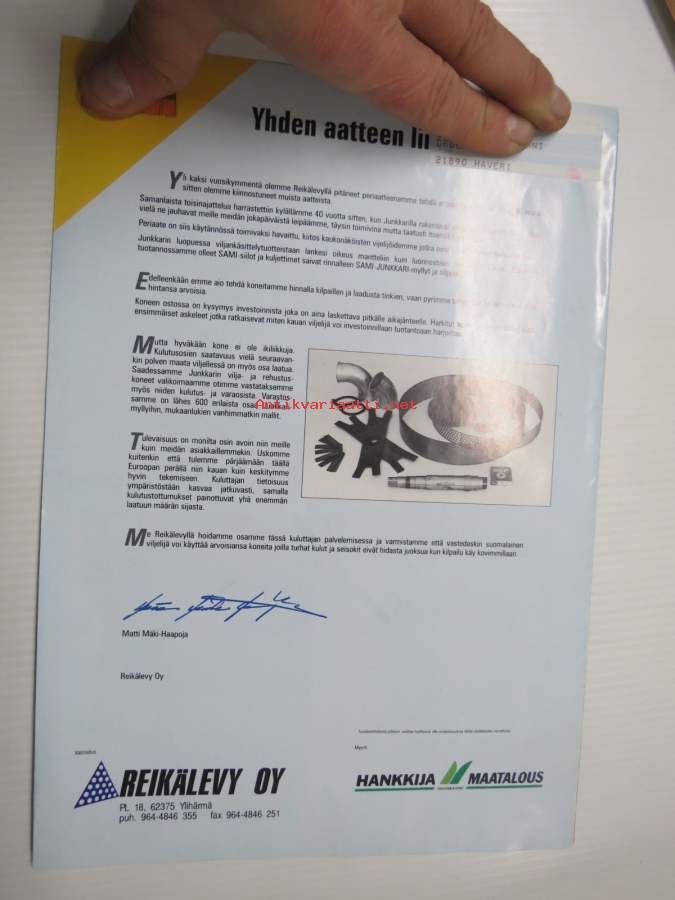 Yhden aatteen
21890 HAVERI
Yli kaksi vuosikymmentä olemme Reikälevyllä pitäneet periaatteenamme tehdä
sitten olemme kiinnostuneet muista aatteista.
Samanlaista toisinajattelua harrastettiin kylällämme 40 vuotta sitten, kun Junkkarilla
vielä ne jauhavat meille meidän jokapäiväistä leipäämme, täysin toimivina mutta
Periaate on siis käytännössä toimivaksi havaittu, kiitos kaukonäköisten viljelijöidemme jotka
Junkkarin luopuessa viljankäsittelytuotteistaan lankesi oikeus mantteliin kuin
tuotannossamme olleet SAMI-siilot ja kuljettimet saivat rinnalleen SAMI-JUNKKARI myllyt ja
Edelleenkään emme aio tehdä koneitamme hinnalla kilpaillen ja laadusta tinkien, vaan pyrimme
hintansa arvoisia.
Koneen ostossa on kysymys investoinnista joka on aina laskettava pitkälle aikajänteelle.
ensimmäiset askeleet jotka ratkaisevat miten kauan viljelijä voi investoinnillaan tuotantoaan
Mutta hyväkään kone ei ole ikiliikkuja.
Kulutusosien saatavuus vielä seuraavan-
kin polven maata viljellessä on myös osa laatua.
Saadessamme Junkkarin vilja- ja rehustus-
koneet valikoimaamme otimme vastataksemme
myös niiden kulutus- ja varaosista. Varastos-
samme on lähes 600 erilaista osaa
myllyihin, mukaanlukien vanhimmatkin mallit.
Antikvariaatti.net
Tulevaisuus on monilta osin avoin niin meille
kuin meidän asiakkaillemmekin. Uskomme
kuitenkin että tulemme pärjäämään täällä
Euroopan perällä niin kauan kuin keskitymme
hyvin tekemiseen. Kuluttajan tietoisuus
ympäristöstään kasvaa jatkuvasti, samalla
kulutustottumukset painottuvat yhä enemmän
laatuun määrän sijasta.
Me Reikälevyllä hoidamme osamme tässä kuluttajan palvelemisessa ja varmistamme että vastedeskin suomalainen
viljelijä voi käyttää arvoisiansa koneita joilla turhat kulut ja seisokit eivät hidasta juoksua kun kilpailu käy kovimmillaan.
Matti Mäki-Haapoja
Reikälevy Oy
Valmistus
REIKÄLEVY OY
PL 18, 62375 Ylihärmä
puh. 964-4846 355 fax 964-4846 251
Myynti
HANKKIJA MAATALOUS